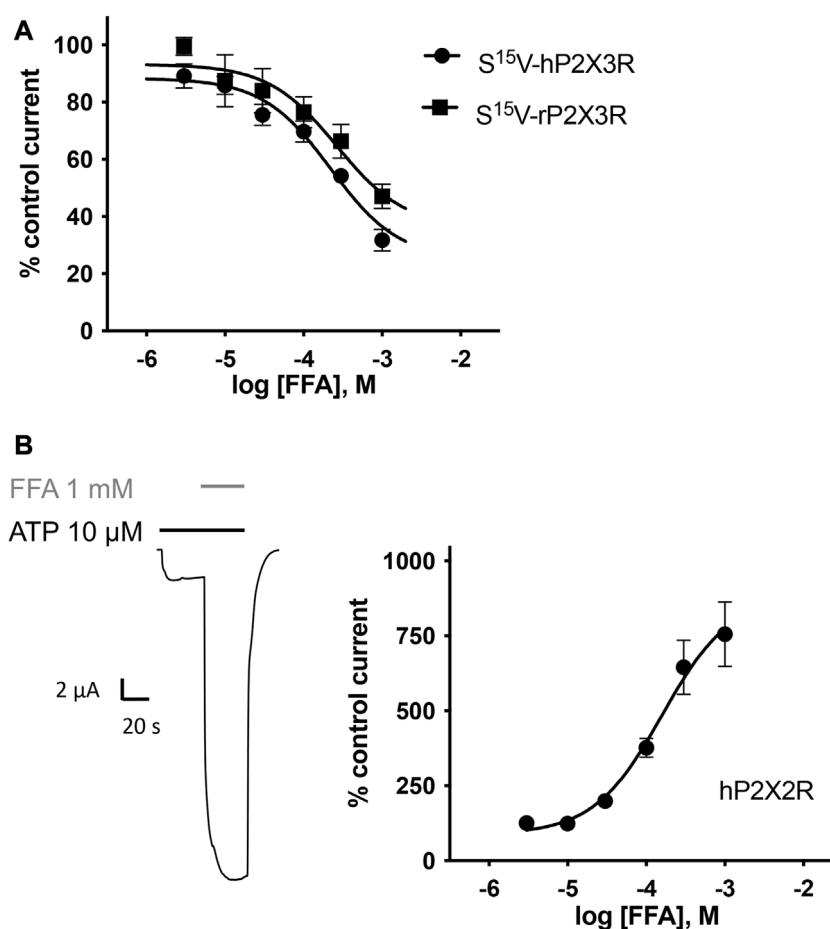 A
100
80
60
40
20
0
% control current
-6 -5 -4 -3 -2
log [FFA], M
S¹⁵V-hP2X3R
S¹⁵V-rP2X3R
B
FFA 1 mM
ATP 10 µM
2 µA
20 s
1000
750
500
250
0
% control current
hP2X2R
-6 -5 -4 -3 -2
log [FFA], M